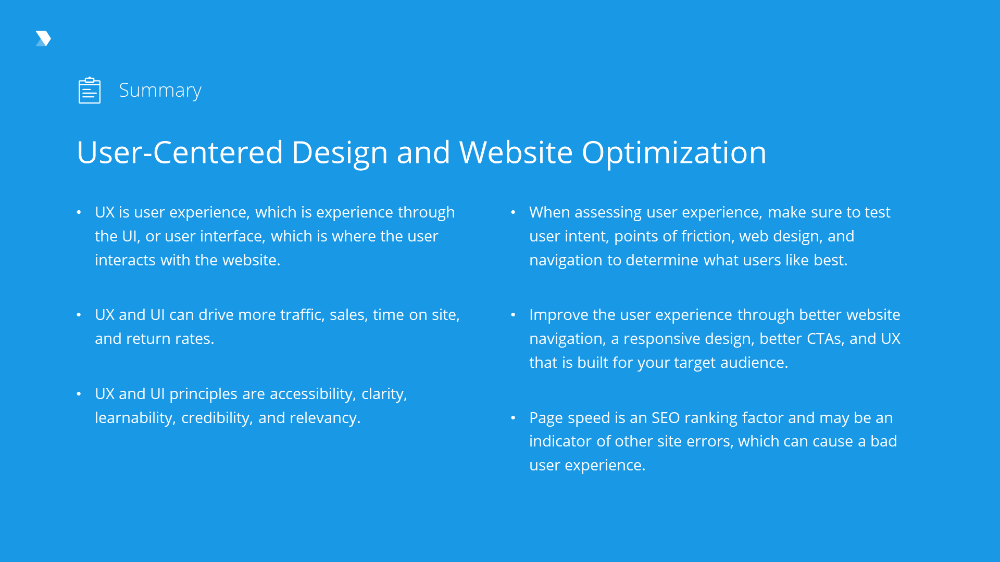 Summary
User-Centered Design and Website Optimization
• UX is user experience, which is experience through
the UI, or user interface, which is where the user
interacts with the website.
• UX and UI can drive more traffic, sales, time on site,
and return rates.
• UX and UI principles are accessibility, clarity,
learnability, credibility, and relevancy.
• When assessing user experience, make sure to test
user intent, points of friction, web design, and
navigation to determine what users like best.
• Improve the user experience through better website
navigation, a responsive design, better CTAs, and UX
that is built for your target audience.
• Page speed is an SEO ranking factor and may be an
indicator of other site errors, which can cause a bad
user experience.